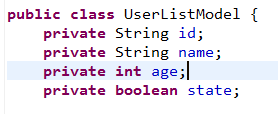 public class UserListModel {
    private String id;
    private String name;
    private int age;
    private boolean state;